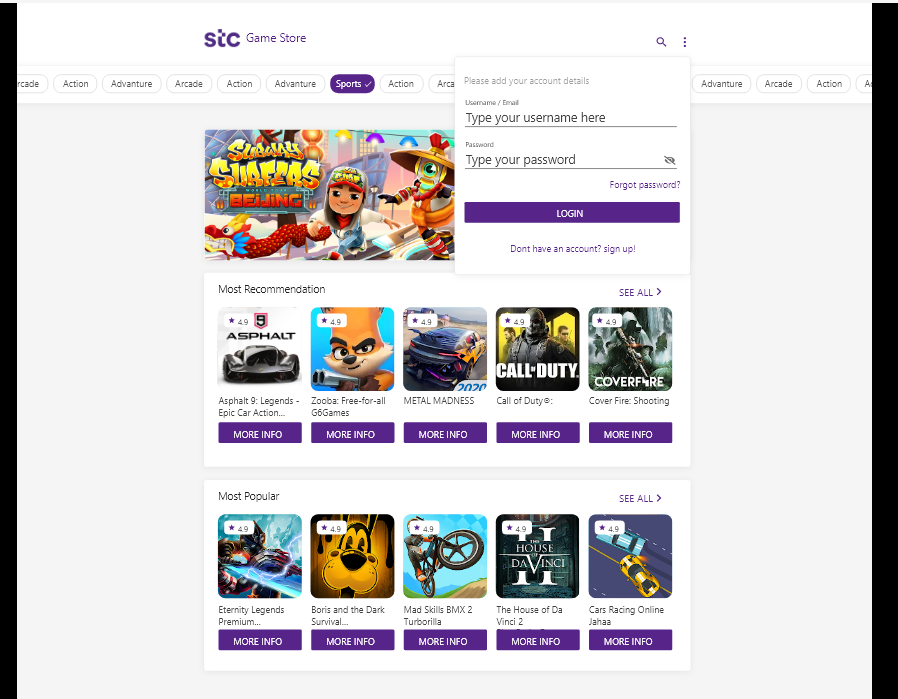 stc Game Store
rcade Action Advanture Arcade Action Advanture Sports Action Arca Advanture Arcade Action
Please add your account details
Username / Email
Type your username here
Password
Type your password
Forgot password?
LOGIN
Dont have an account? sign up!
SUBWAY
SURFERS
WORLD TOUR
BEIJING
Most Recommendation
SEE ALL
4.9 4.9 4.9 4.9 4.9
9
ASPHALT
2020
CALL OF DUTY
COVER FIRE
Asphalt 9: Legends - Zooba: Free-for-all METAL MADNESS Call of Duty®: Cover Fire: Shooting
Epic Car Action... G6Games
MORE INFO MORE INFO MORE INFO MORE INFO MORE INFO
Most Popular
SEE ALL
4.9 4.9 4.9 4.9 4.9
II
THE
HOUSE
OF
DA VINCI
Eternity Legends Boris and the Dark Mad Skills BMX 2 The House of Da Cars Racing Online
Premium... Survival... Turborilla Vinci 2 Jahaa
MORE INFO MORE INFO MORE INFO MORE INFO MORE INFO